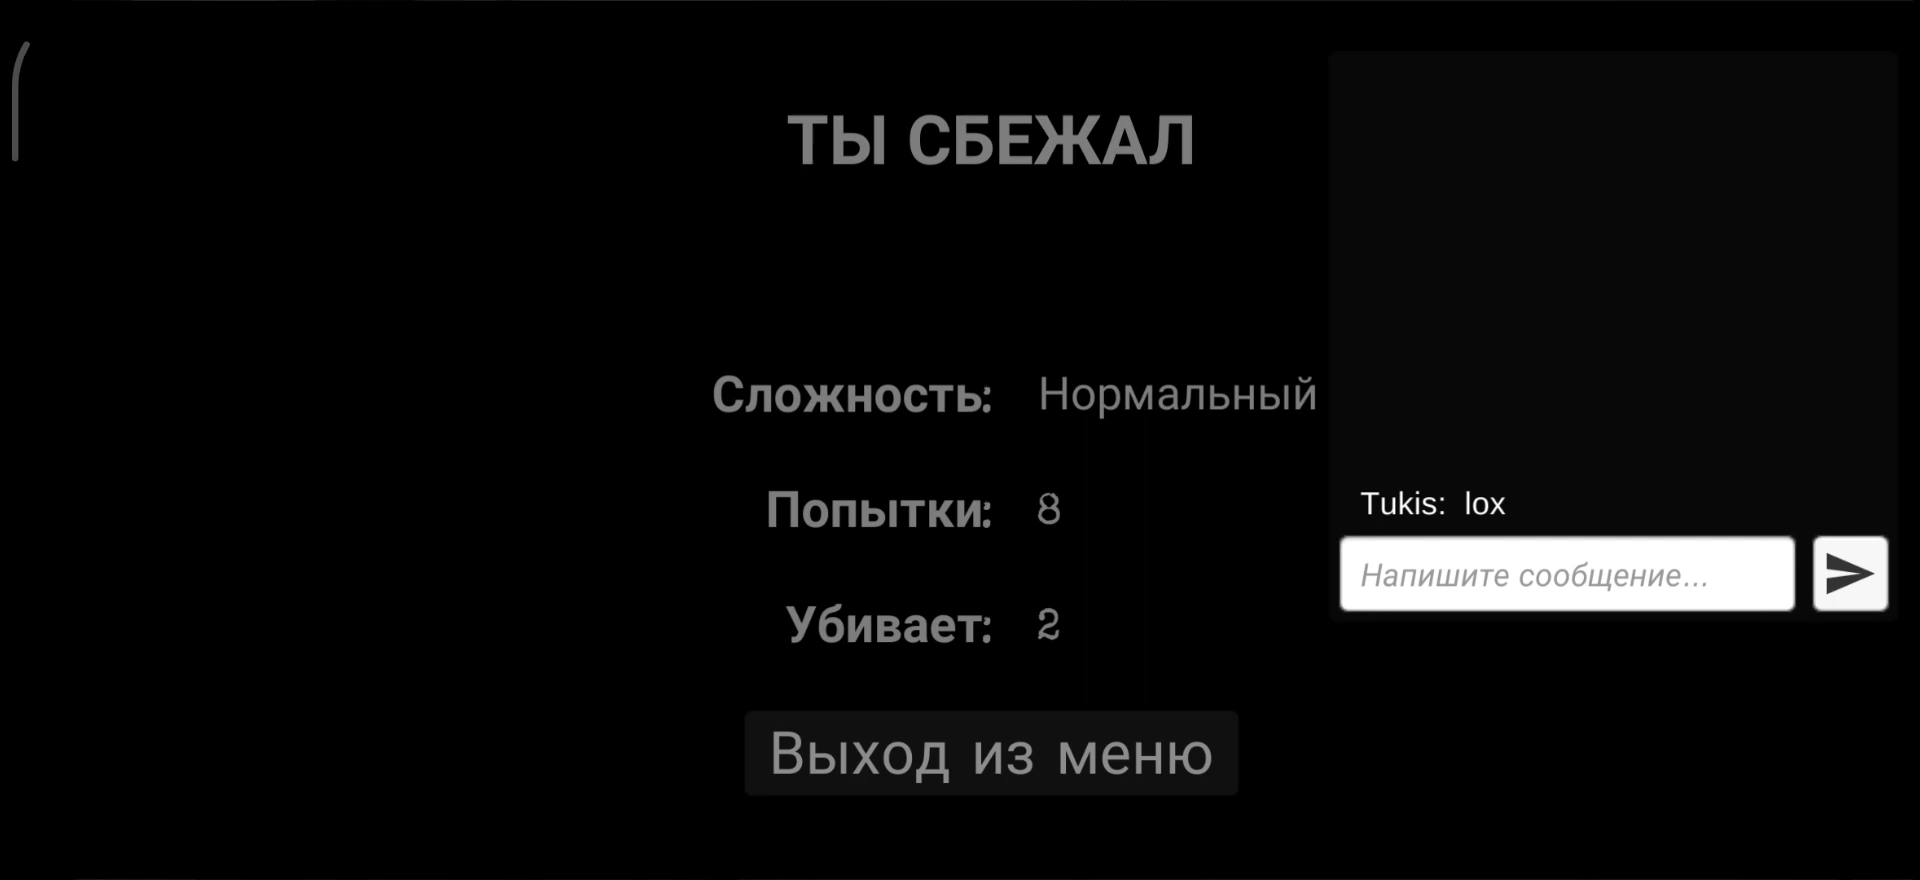 ТЫ СБЕЖАЛ
Сложность: Нормальный
Попытки: 8
Убивает: 2
Выход из меню
Tukis: lox
Напишите сообщение...